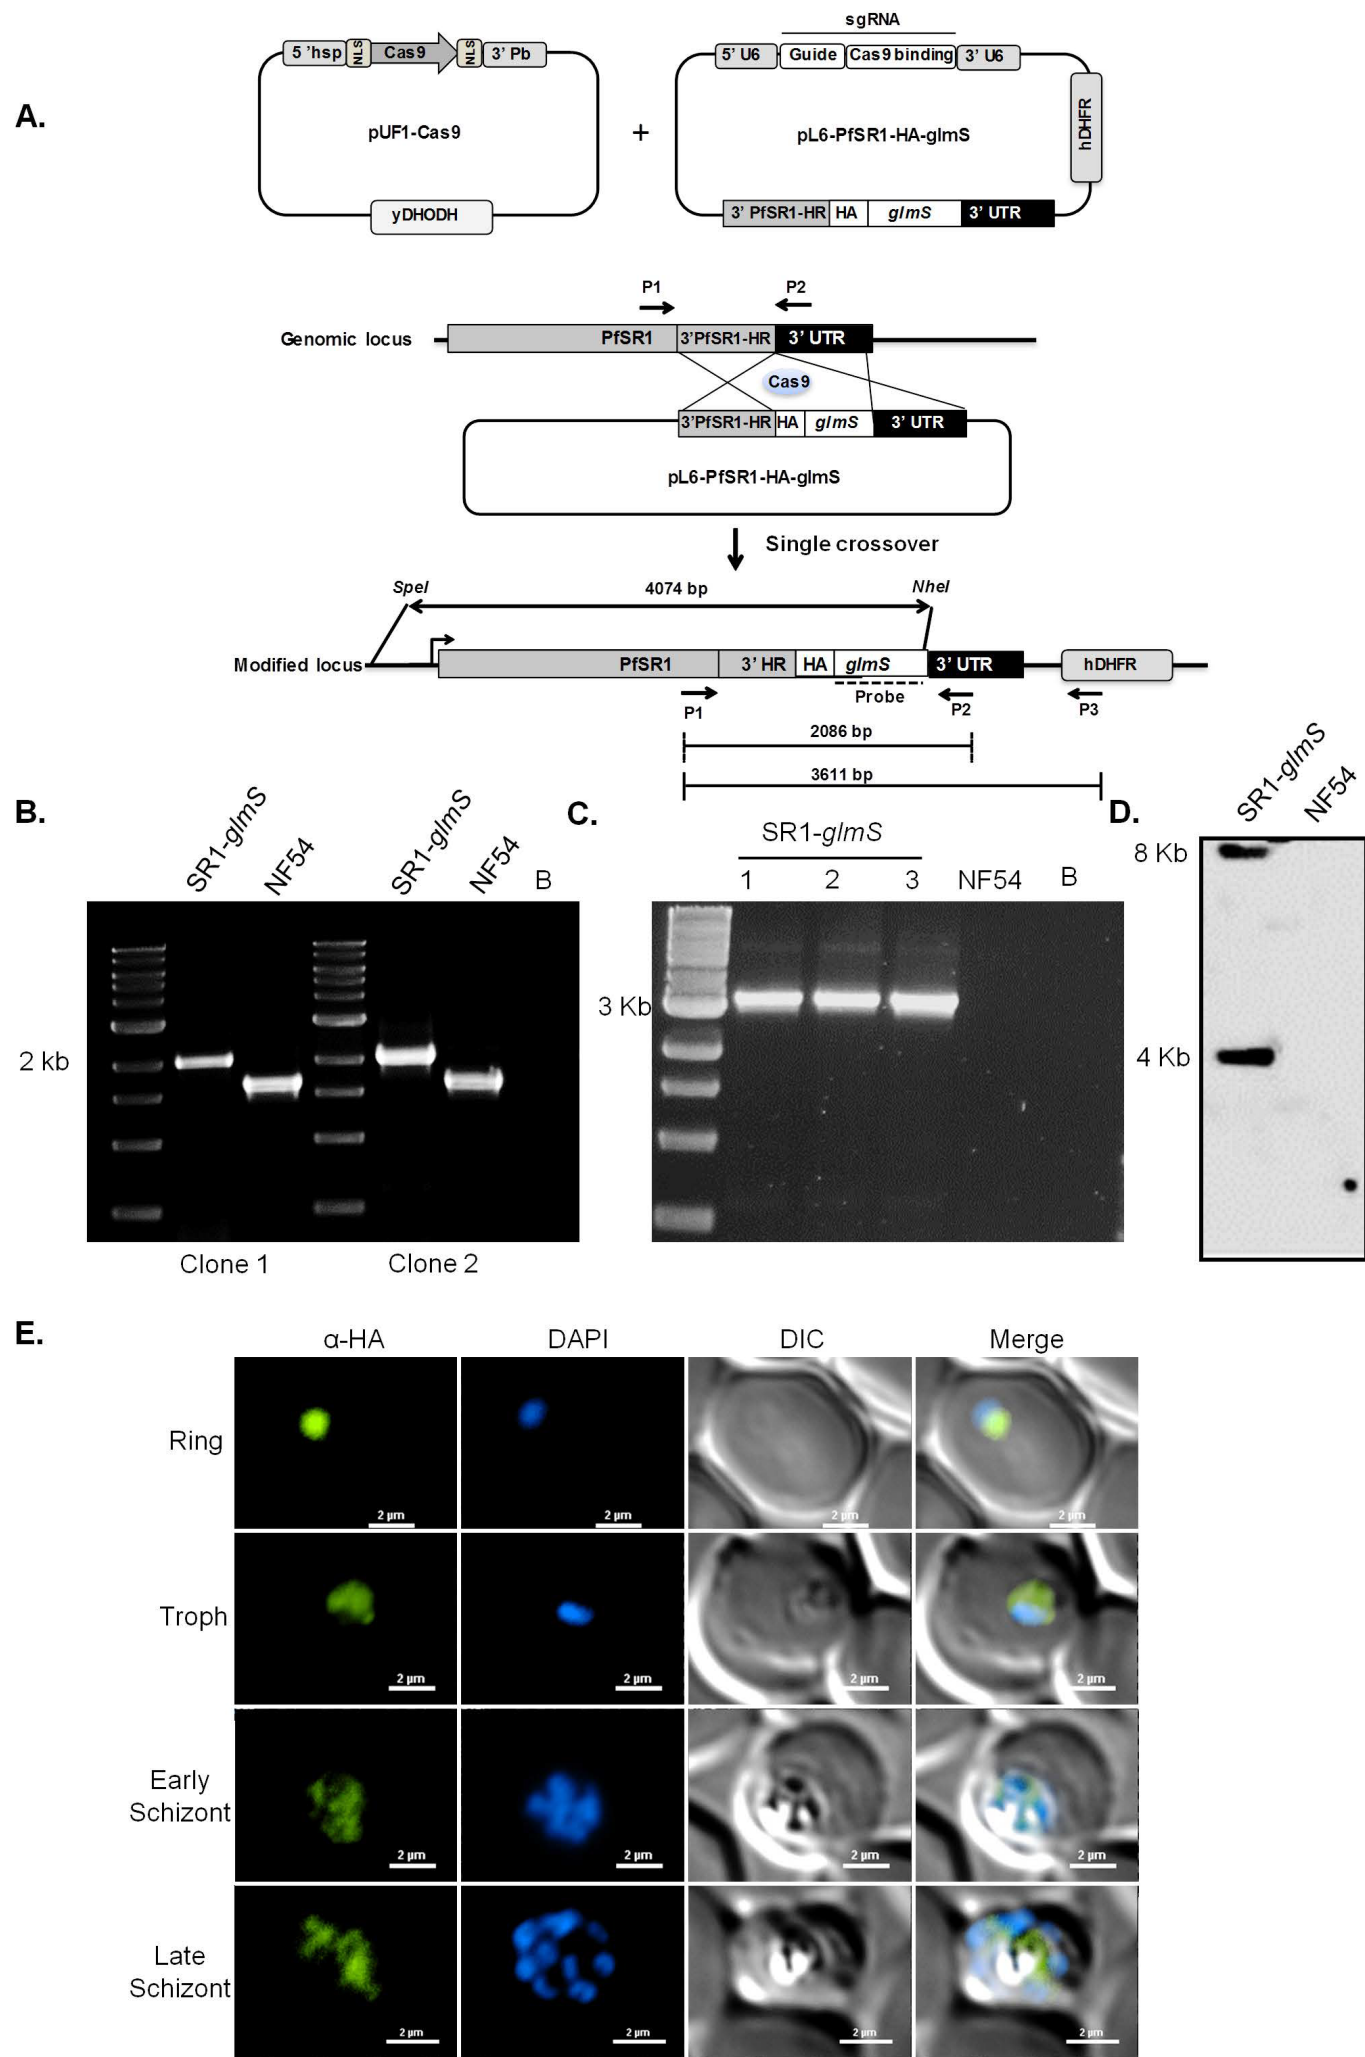 A.
sgRNA
5 'hsp NLS Cas9 NLS 3' Pb
5' U6 Guide Cas9 binding 3' U6
pUF1-Cas9
+
pL6-PfSR1-HA-glmS
hDHFR
yDHODH
3' PfSR1-HR HA glmS 3' UTR
P1 P2
Genomic locus PfSR1 3'PfSR1-HR 3' UTR
Cas9
3'PfSR1-HR HA glmS 3' UTR
pL6-PfSR1-HA-glmS
Single crossover
SpeI 4074 bp NheI
Modified locus PfSR1 3' HR HA glmS 3' UTR hDHFR
Probe
P1 P2 P3
2086 bp
3611 bp
B.
SR1-glmS NF54 SR1-glmS NF54 B
2 kb
Clone 1 Clone 2
C.
SR1-glmS
1 2 3 NF54 B
3 Kb
D.
SR1-glmS NF54
8 Kb
4 Kb
E.
α-HA DAPI DIC Merge
Ring
2 µm 2 µm 2 µm 2 µm
Troph
2 µm 2 µm 2 µm 2 µm
Early
Schizont
2 µm 2 µm 2 µm 2 µm
Late
Schizont
2 µm 2 µm 2 µm 2 µm